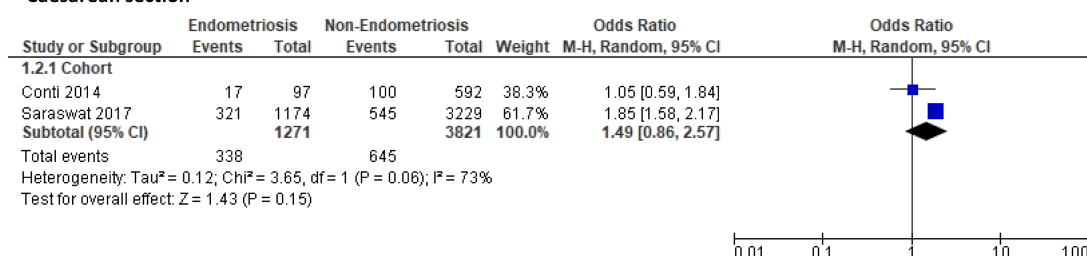 Endometriosis Non-Endometriosis Odds Ratio Odds Ratio
Study or Subgroup Events Total Events Total Weight M-H, Random, 95% CI M-H, Random, 95% CI
1.2.1 Cohort
Conti 2014 17 97 100 592 38.3% 1.05 [0.59, 1.84]
Saraswat 2017 321 1174 545 3229 61.7% 1.85 [1.58, 2.17]
Subtotal (95% CI) 1271 3821 100.0% 1.49 [0.86, 2.57]
Total events 338 645
Heterogeneity: Tau² = 0.12; Chi² = 3.65, df = 1 (P = 0.06); I² = 73%
Test for overall effect: Z = 1.43 (P = 0.15)
0.01 0.1 1 10 100